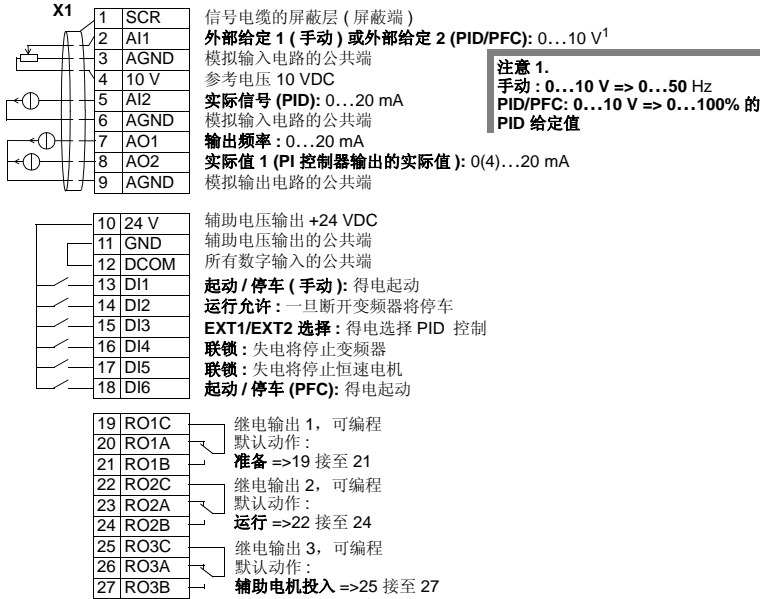 X1
1 SCR 信号电缆的屏蔽层 ( 屏蔽端 )
2 AI1 外部给定 1 ( 手动 ) 或外部给定 2 (PID/PFC): 0…10 V1
3 AGND 模拟输入电路的公共端
4 10 V 参考电压 10 VDC
5 AI2 实际信号 (PID): 0…20 mA
6 AGND 模拟输入电路的公共端
7 AO1 输出频率 : 0…20 mA
8 AO2 实际值 1 (PI 控制器输出的实际值 ): 0(4)…20 mA
9 AGND 模拟输出电路的公共端
注意 1.
手动 : 0…10 V => 0…50 Hz
PID/PFC: 0…10 V => 0…100% 的
PID 给定值
10 24 V 辅助电压输出 +24 VDC
11 GND 辅助电压输出的公共端
12 DCOM 所有数字输入的公共端
13 DI1 起动 / 停车 ( 手动 ): 得电起动
14 DI2 运行允许 : 一旦断开变频器将停车
15 DI3 EXT1/EXT2 选择 : 得电选择 PID 控制
16 DI4 联锁 : 失电将停止变频器
17 DI5 联锁 : 失电将停止恒速电机
18 DI6 起动 / 停车 (PFC): 得电起动
19 RO1C 继电输出 1，可编程
20 RO1A 默认动作 :
21 RO1B 准备 =>19 接至 21
22 RO2C 继电输出 2，可编程
23 RO2A 默认动作 :
24 RO2B 运行 =>22 接至 24
25 RO3C 继电输出 3，可编程
26 RO3A 默认动作 :
27 RO3B 辅助电机投入 =>25 接至 27